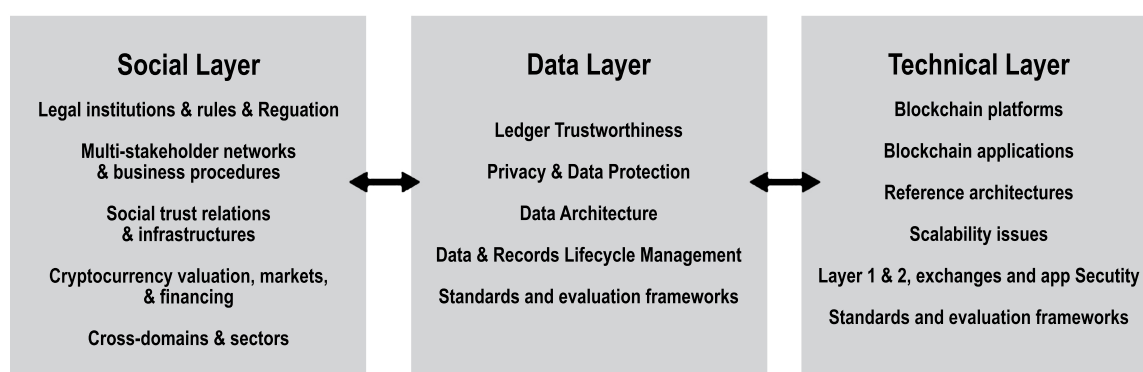 Social Layer
Legal institutions & rules & Reguation
Multi-stakeholder networks
& business procedures
Social trust relations
& infrastructures
Cryptocurrency valuation, markets,
& financing
Cross-domains & sectors
Data Layer
Ledger Trustworthiness
Privacy & Data Protection
Data Architecture
Data & Records Lifecycle Management
Standards and evaluation frameworks
Technical Layer
Blockchain platforms
Blockchain applications
Reference architectures
Scalability issues
Layer 1 & 2, exchanges and app Secutity
Standards and evaluation frameworks